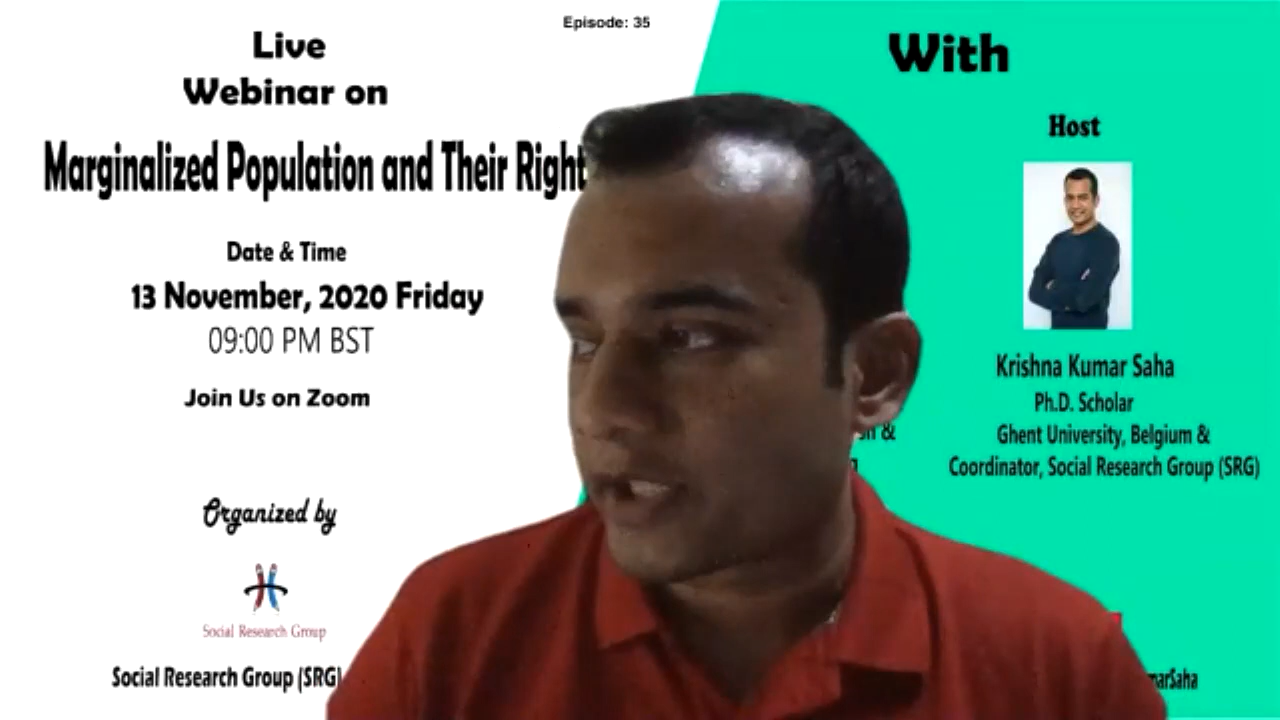 Episode: 35
Live
Webinar on
Marginalized Population and Their Right
Date & Time
13 November, 2020 Friday
09:00 PM BST
Join Us on Zoom
Organized by
Social Research Group
Social Research Group (SRG)
With
Host
Krishna Kumar Saha
Ph.D. Scholar
Ghent University, Belgium &
Coordinator, Social Research Group (SRG)
&